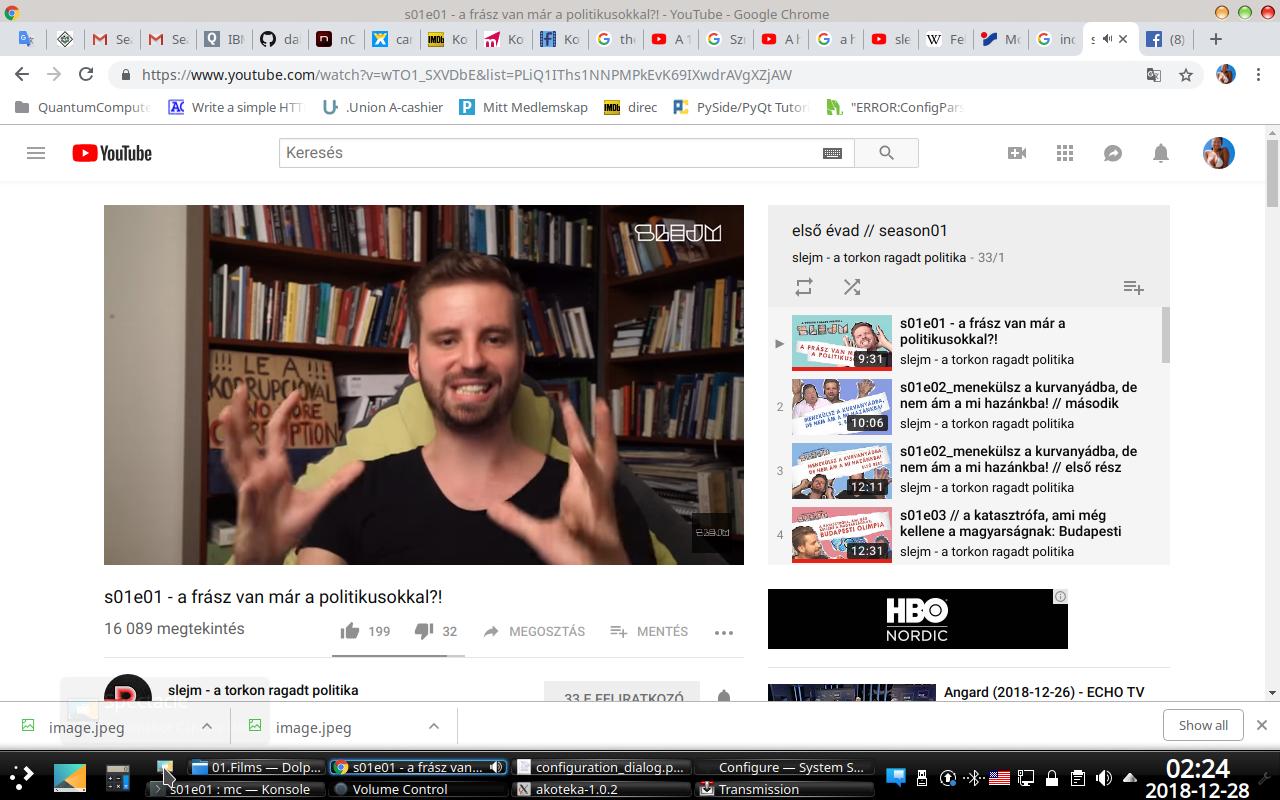 s01e01 - a frász van már a politikusokkal?! - YouTube - Google Chrome
Se
Se
IBM
da
nC
car
Ko
Ko
Ko
the
A 1
Sz
A h
a h
sle
Fe
Mo
inc
s
(8)
https://www.youtube.com/watch?v=wTO1_SXVDbE&list=PLiQ1IThs1NNPMPkEvK69IXwdrAVgXZjAW
QuantumCompute
Write a simple HTT
.Union A-cashier
Mitt Medlemskap
direc
PySide/PyQt Tutor
"ERROR:ConfigPars
YouTube
Keresés
SLEJM
!!! LE A !!!
KORRUPCIÓVAL
NO MORE
CORRUPTION
SLEJM
első évad // season01
slejm - a torkon ragadt politika - 33/1
s01e01 - a frász van már a
politikusokkal?!
slejm - a torkon ragadt politika
9:31
2
s01e02_menekülsz a kurvanyádba, de
nem ám a mi hazánkba! // második
10:06
3
s01e02_menekülsz a kurvanyádba, de
nem ám a mi hazánkba! // első rész
slejm - a torkon ragadt politika
12:11
4
s01e03 // a katasztrófa, ami még
kellene a magyarságnak: Budapesti
slejm - a torkon ragadt politika
12:31
s01e01 - a frász van már a politikusokkal?!
16 089 megtekintés
199
32
MEGOSZTÁS
MENTÉS
HBO
NORDIC
slejm - a torkon ragadt politika
33 E FELIRATKOZÓ
Angard (2018-12-26) - ECHO TV
Spectacle
image.jpeg
image.jpeg
Show all
01.Films — Dolp...
s01e01 - a frász van...
configuration_dialog.p...
Configure — System S...
s01e01 : mc — Konsole
Volume Control
akoteka-1.0.2
Transmission
02:24
2018-12-28